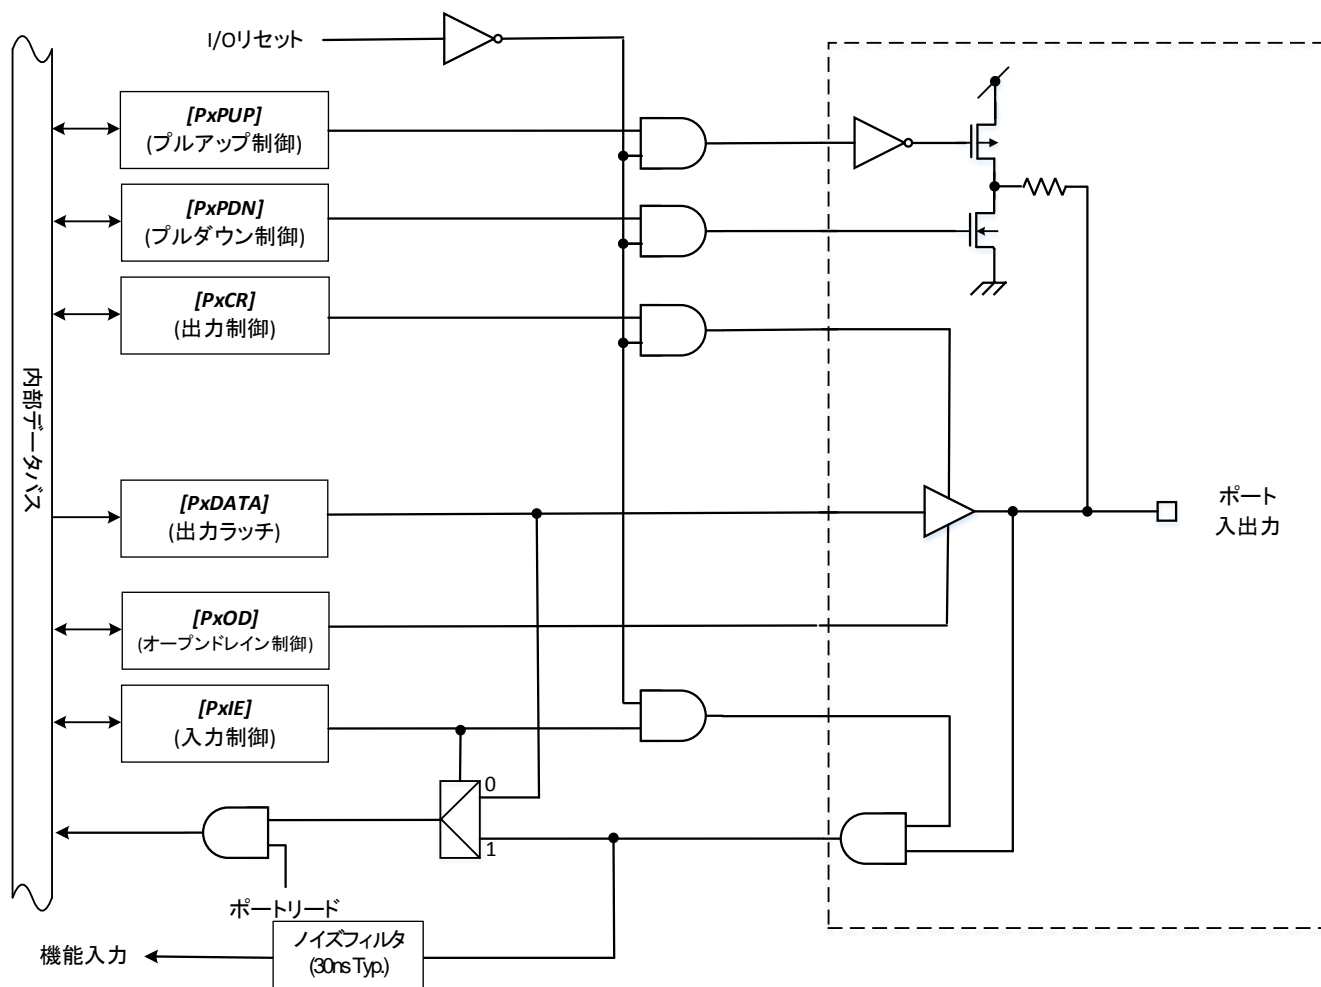 I/Oリセット
[PxPUP]
(プルアップ制御)
[PxPDN]
(プルダウン制御)
[PxCR]
(出力制御)
内部データバス
[PxDATA]
(出力ラッチ)
ポート
入出力
[PxOD]
(オープンドレイン制御)
[PxIE]
(入力制御)
0
1
ポートリード
ノイズフィルタ
(30ns Typ.)
機能入力